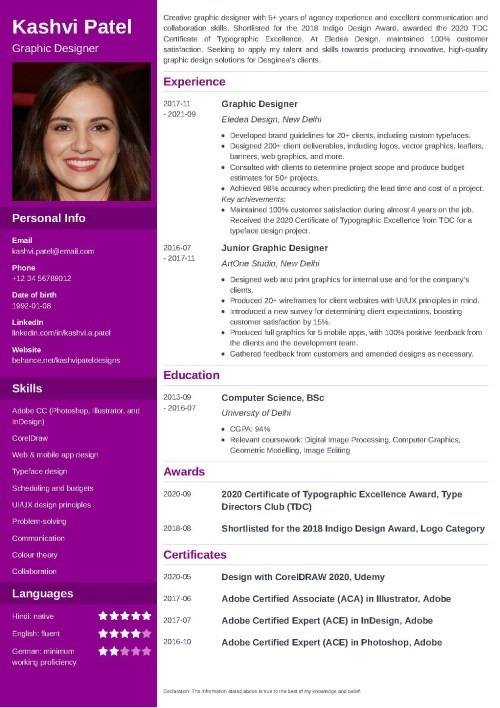 Kashvi Patel
Graphic Designer
Personal Info
Email
kashvi.patel@email.com
Phone
+12 34 56789012
Date of birth
1992-01-08
LinkedIn
linkedin.com/in/kashvi.a.patel
Website
behance.net/kashvipateldesigns
Skills
Adobe CC (Photoshop, Illustrator, and
InDesign)
CorelDraw
Web & mobile app design
Typeface design
Scheduling and budgets
UI/UX design principles
Problem-solving
Communication
Colour theory
Collaboration
Languages
Hindi: native
English: fluent
German: minimum
working proficiency
Creative graphic designer with 5+ years of agency experience and excellent communication and
collaboration skills. Shortlisted for the 2018 Indigo Design Award, awarded the 2020 TDC
Certificate of Typographic Excellence. At Eledea Design, maintained 100% customer
satisfaction. Seeking to apply my talent and skills towards producing innovative, high-quality
graphic design solutions for Desginea's clients.
Experience
2017-11
- 2021-09
Graphic Designer
Eledea Design, New Delhi
• Developed brand guidelines for 20+ clients, including custom typefaces.
• Designed 200+ client deliverables, including logos, vector graphics, leaflets,
banners, web graphics, and more.
• Consulted with clients to determine project scope and produce budget
estimates for 50+ projects.
• Achieved 98% accuracy when predicting the lead time and cost of a project.
Key achievements:
• Maintained 100% customer satisfaction during almost 4 years on the job.
Received the 2020 Certificate of Typographic Excellence from TDC for a
typeface design project.
2016-07
- 2017-11
Junior Graphic Designer
ArtOne Studio, New Delhi
• Designed web and print graphics for internal use and for the company's
clients.
• Produced 20+ wireframes for client websites with UI/UX principles in mind.
• Introduced a new survey for determining client expectations, boosting
customer satisfaction by 15%.
• Produced full graphics for 5 mobile apps, with 100% positive feedback from
the clients and the development team.
• Gathered feedback from customers and amended designs as necessary.
Education
2013-09
- 2016-07
Computer Science, BSc
University of Delhi
• CGPA: 94%
• Relevant coursework: Digital Image Processing, Computer Graphics,
Geometric Modelling, Image Editing
Awards
2020-09
2020 Certificate of Typographic Excellence Award, Type
Directors Club (TDC)
2018-08
Shortlisted for the 2018 Indigo Design Award, Logo Category
Certificates
2020-05
Design with CorelDRAW 2020, Udemy
2017-06
Adobe Certified Associate (ACA) in Illustrator, Adobe
2017-07
Adobe Certified Expert (ACE) in InDesign, Adobe
2016-10
Adobe Certified Expert (ACE) in Photoshop, Adobe
Declaration: The information stated above is true to the best of my knowledge and belief.